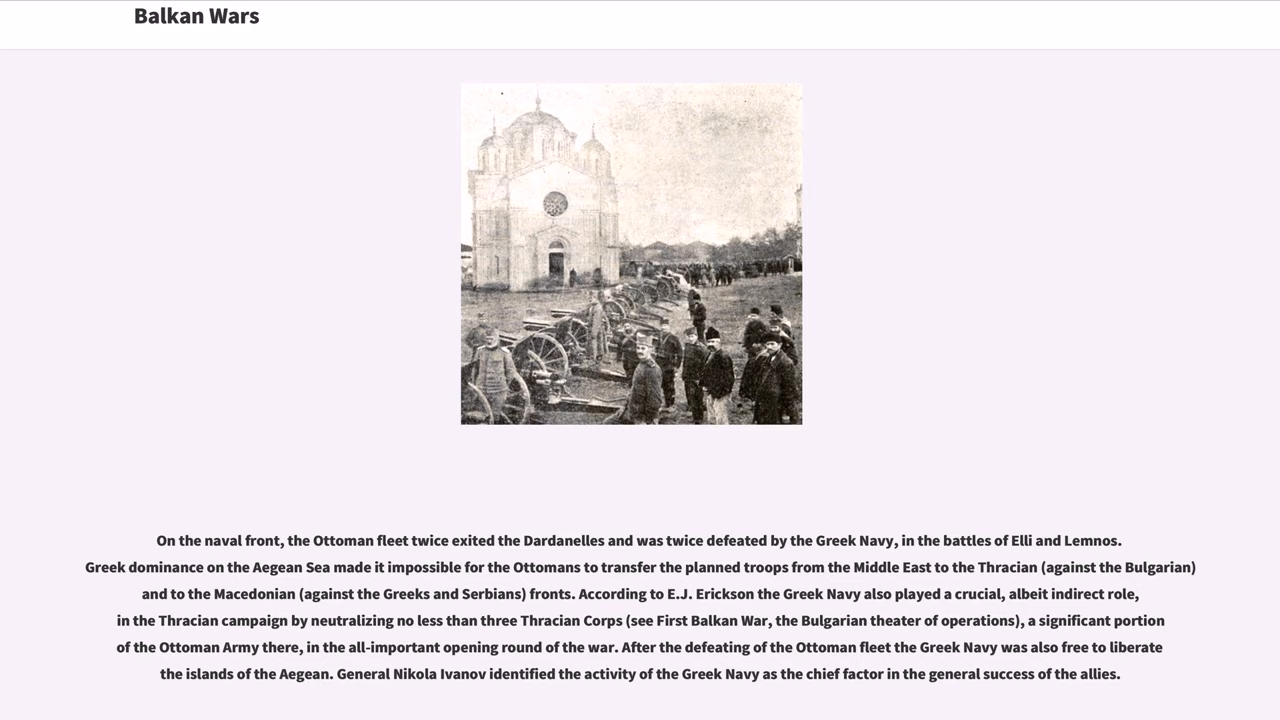 Balkan Wars
On the naval front, the Ottoman fleet twice exited the Dardanelles and was twice defeated by the Greek Navy, in the battles of Elli and Lemnos.
Greek dominance on the Aegean Sea made it impossible for the Ottomans to transfer the planned troops from the Middle East to the Thracian (against the Bulgarian)
and to the Macedonian (against the Greeks and Serbians) fronts. According to E.J. Erickson the Greek Navy also played a crucial, albeit indirect role,
in the Thracian campaign by neutralizing no less than three Thracian Corps (see First Balkan War, the Bulgarian theater of operations), a significant portion
of the Ottoman Army there, in the all-important opening round of the war. After the defeating of the Ottoman fleet the Greek Navy was also free to liberate
the islands of the Aegean. General Nikola Ivanov identified the activity of the Greek Navy as the chief factor in the general success of the allies.